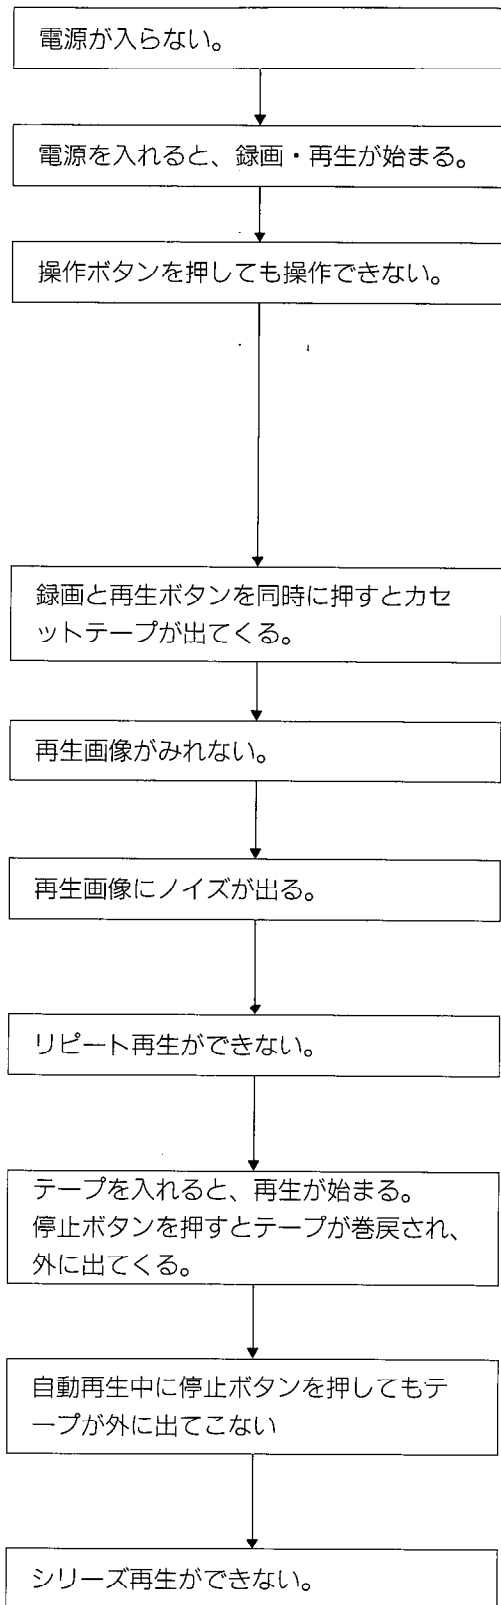 電源が入らない。
電源を入れると、録画・再生が始まる。
操作ボタンを押しても操作できない。
録画と再生ボタンを同時に押すとカセ
ットテープが出てくる。
再生画像がみれない。
再生画像にノイズが出る。
リピート再生ができない。
テープを入れると、再生が始まる。
停止ボタンを押すとテープが巻戻され、
外に出てくる。
自動再生中に停止ボタンを押してもテ
ープが外に出てこない
シリーズ再生ができない。